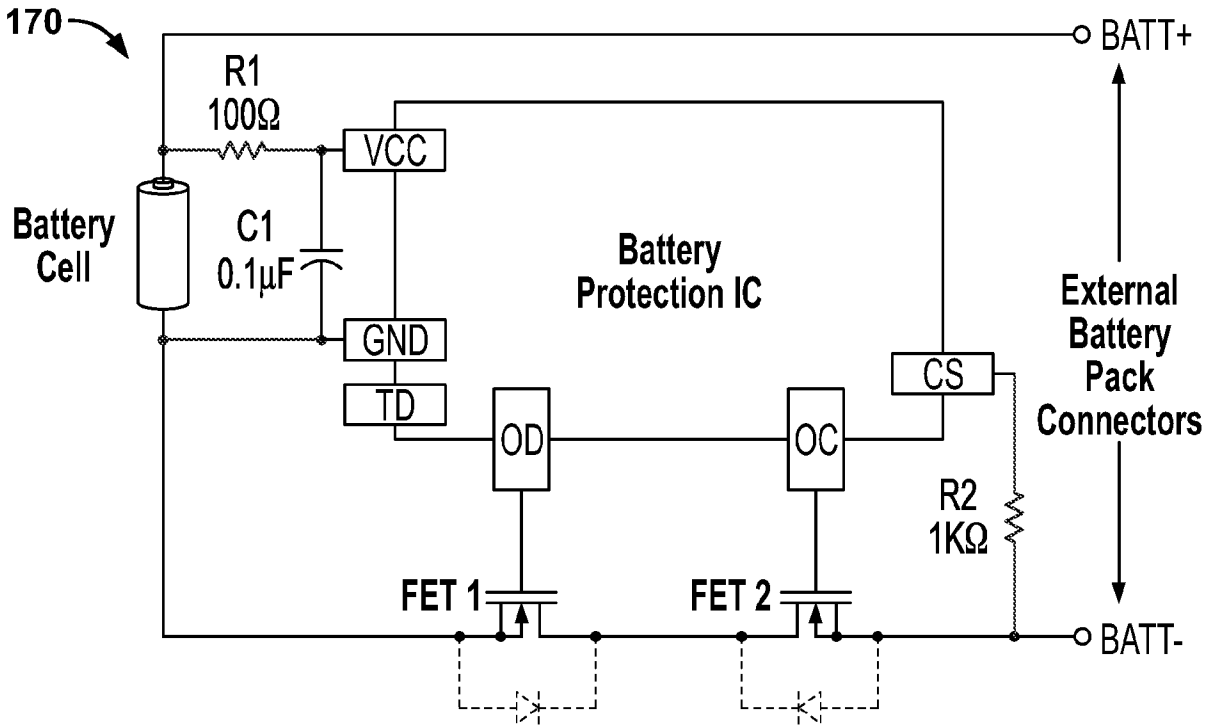 170
BATT+
R1
100Ω
VCC
Battery
Cell
C1
0.1μF
Battery
Protection IC
External
Battery
Pack
Connectors
GND
TD
CS
OD
OC
R2
1KΩ
FET 1
FET 2
BATT-